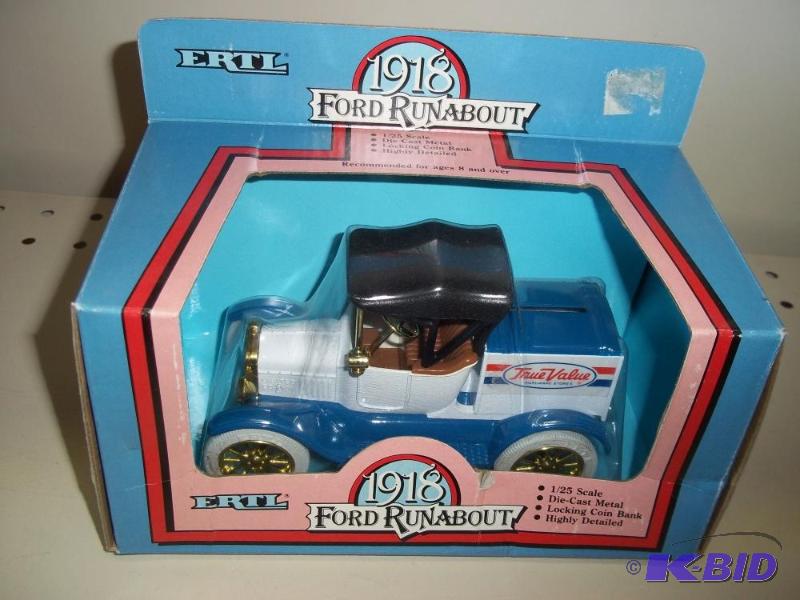 ERTL®
1918
FORD RUNABOUT
• 1/25 Scale
• Die-Cast Metal
• Locking Coin Bank
• Highly Detailed
Recommended for ages 8 and over
True Value
HARDWARE STORES
ERTL
1918
FORD RUNABOUT
• 1/25 Scale
• Die-Cast Metal
• Locking Coin Bank
• Highly Detailed
© K-BID